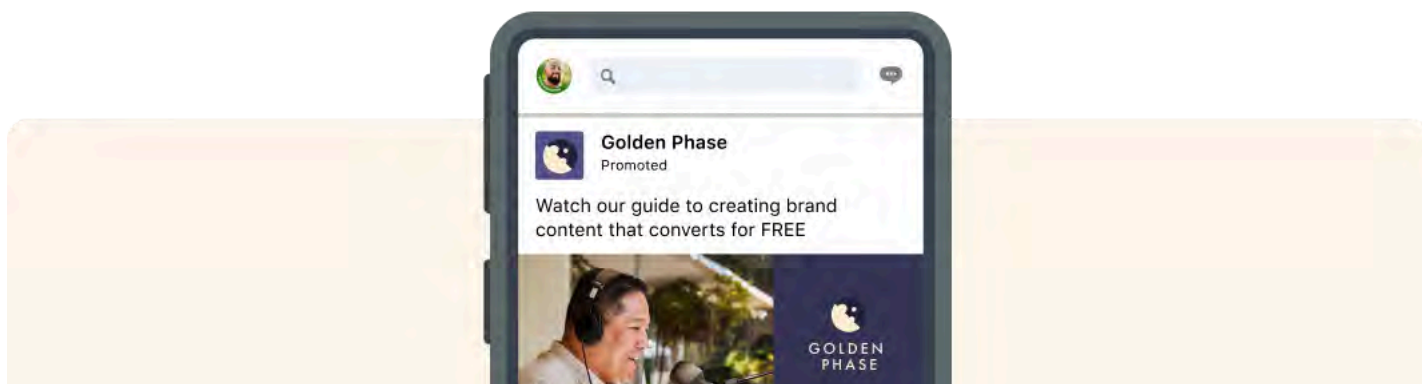 Golden Phase
Promoted
Watch our guide to creating brand
content that converts for FREE
GOLDEN
PHASE